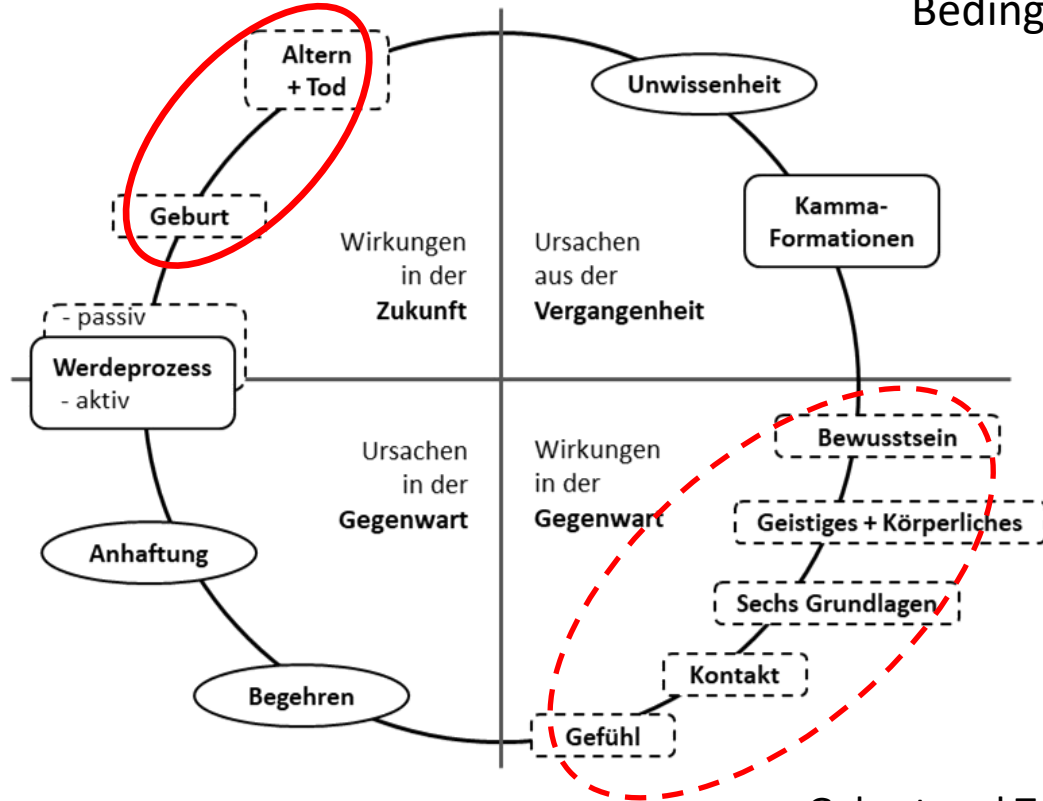 Beding
Altern
+ Tod
Unwissenheit
Geburt
Kamma-
Formationen
Wirkungen
in der
Zukunft
Ursachen
aus der
Vergangenheit
- passiv
Werdeprozess
- aktiv
Bewusstsein
Ursachen
in der
Gegenwart
Wirkungen
in der
Gegenwart
Geistiges + Körperliches
Anhaftung
Sechs Grundlagen
Kontakt
Begehren
Gefühl